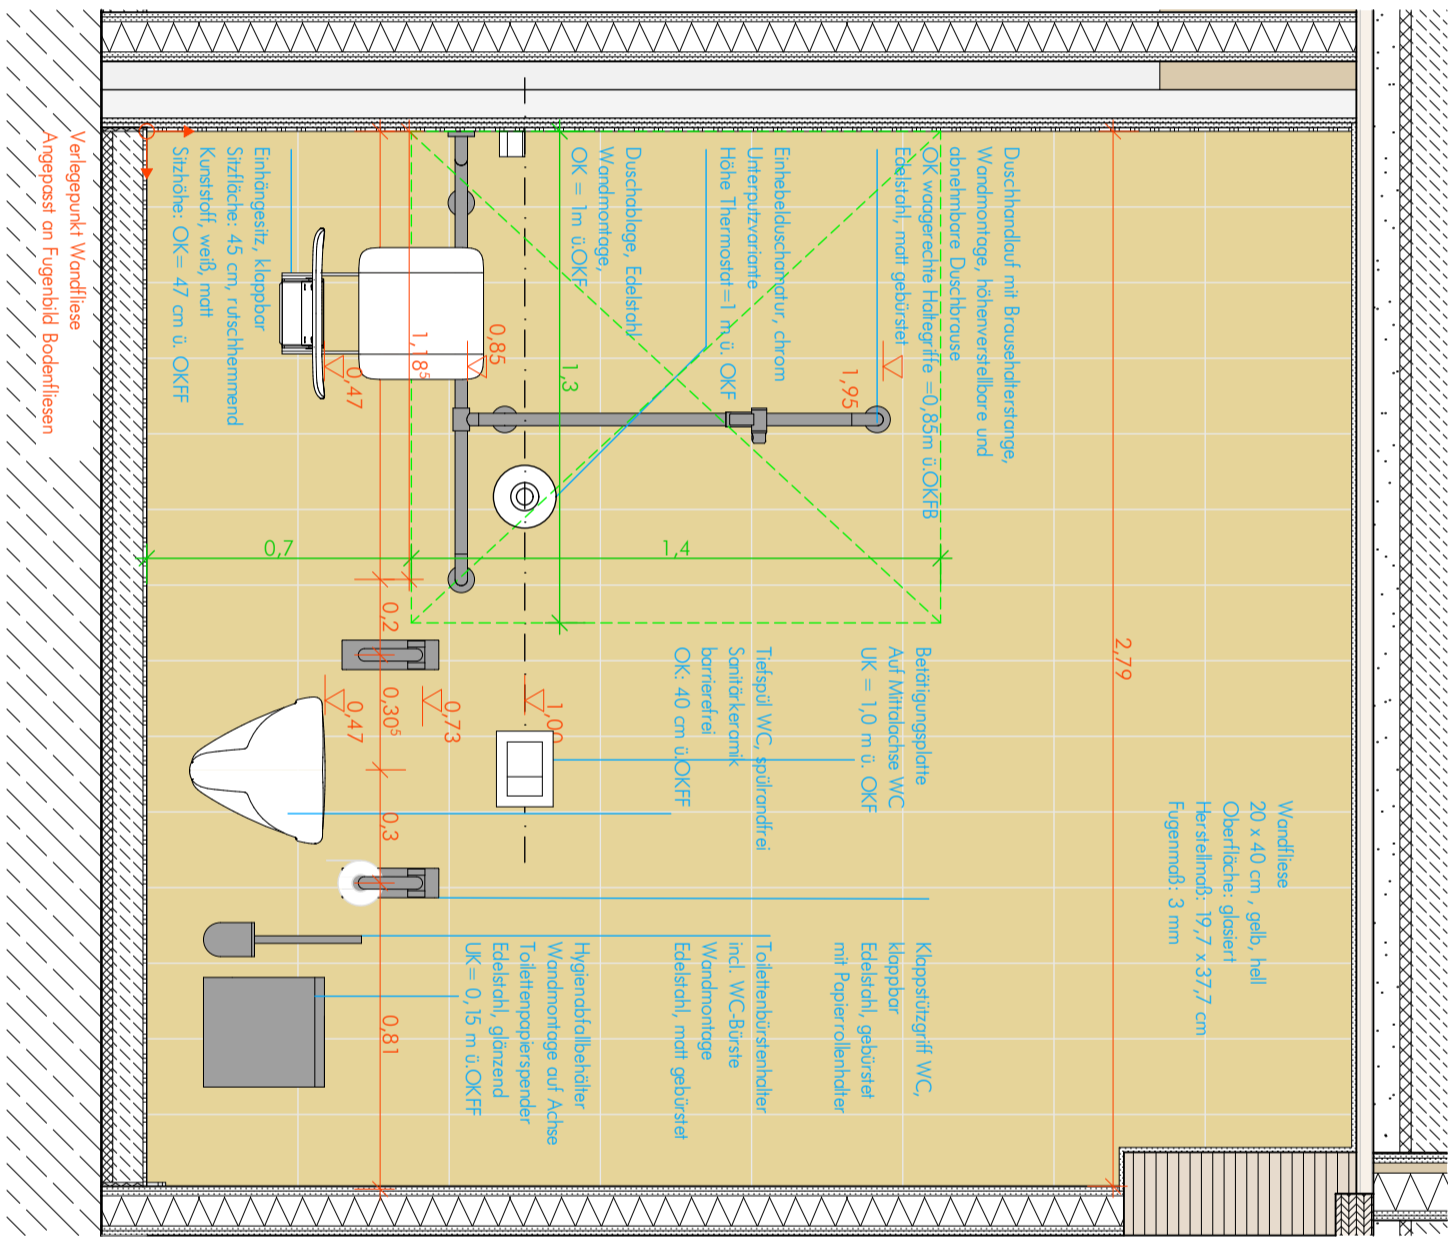 Wandfliese
20 x 40 cm , gelb, hell
Oberfläche: glasiert
Herstellmaß: 19,7 x 37,7 cm
Fugenmaß: 3 mm
2,79
Duschhandlauf mit Brausehalterstange,
Wandmontage, höhenverstellbare und
abnehmbare Duschbrause
OK waagerechte Haltegriffe =0,85m ü.OKFB
Edelstahl, matt gebürstet
1,95
Einhebelduschamatur, chrom
Unterputzvariante
Höhe Thermostat=1 m ü. OKF
Duschablage, Edelstahl
Wandmontage,
OK = 1m ü.OKF
1,3
0,85
1,18⁵
0,47
Einhängesitz, klappbar
Sitzfläche: 45 cm, rutschhemmend
Kunststoff, weiß, matt
Sitzhöhe: OK= 47 cm ü. OKFF
1,4
0,7
Betätigungsplatte
Auf Mittalachse WC
UK = 1,0 m ü. OKF
Tiefspül WC, spülrandfrei
Sanitärkeramik
barrierefrei
OK: 40 cm ü.OKFF
1,00
0,73
0,47
0,2
0,30⁵
0,3
0,81
Klappstützgriff WC,
klappbar
Edelstahl, gebürstet
mit Papierrollenhalter
Toilettenbürstenhalter
incl. WC-Bürste
Wandmontage
Edelstahl, matt gebürstet
Hygienabfallbehälter
Wandmontage auf Achse
Toilettenpapierspender
Edelstahl, glänzend
UK= 0,15 m ü.OKFF
Verlegepunkt Wandfliese
Angepasst an Fugenbild Bodenfliesen